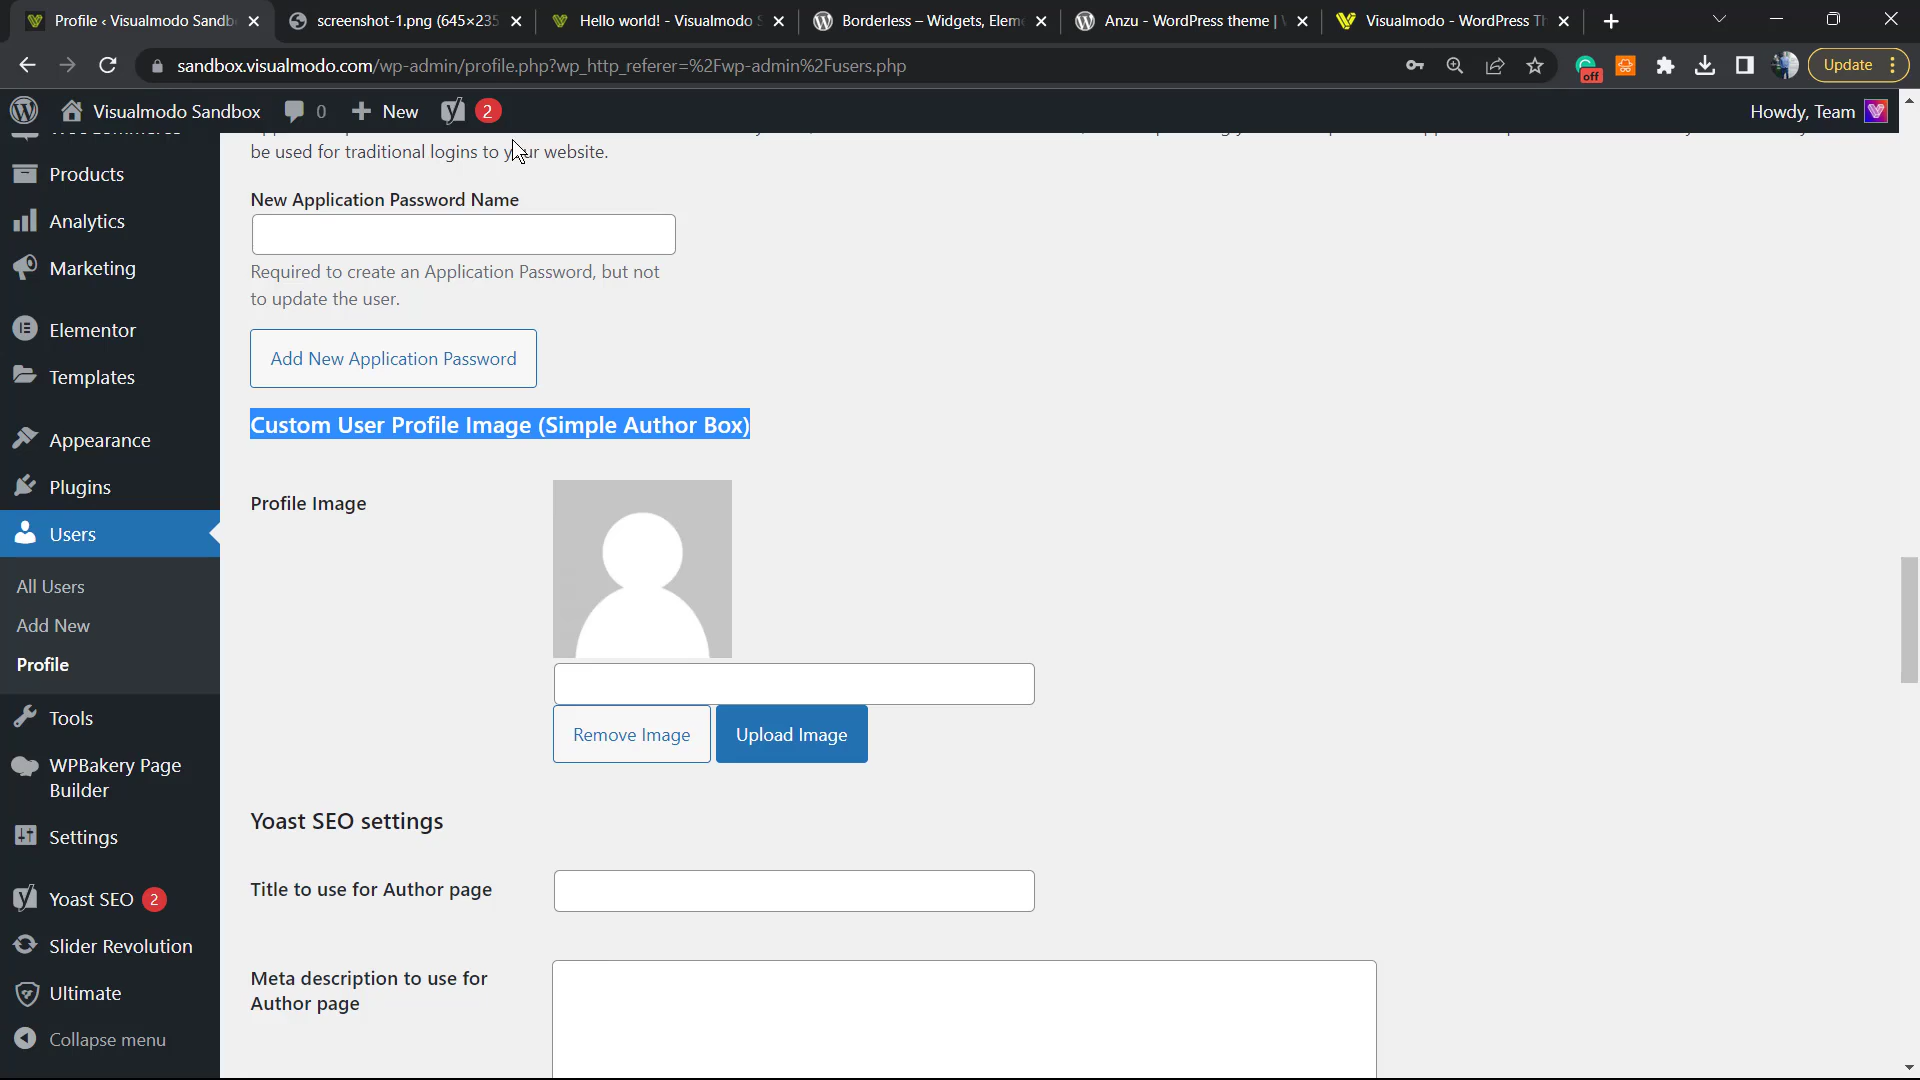 Profile ‹ Visualmodo Sandb
screenshot-1.png (645×235
Hello world! - Visualmodo S
Borderless – Widgets, Elem
Anzu - WordPress theme |
Visualmodo - WordPress Th
sandbox.visualmodo.com/wp-admin/profile.php?wp_http_referer=%2Fwp-admin%2Fusers.php
off
Update
Visualmodo Sandbox
0
New
2
Howdy, Team
Products
Analytics
Marketing
Elementor
Templates
Appearance
Plugins
Users
All Users
Add New
Profile
Tools
WPBakery Page
Builder
Settings
Yoast SEO 2
Slider Revolution
Ultimate
Collapse menu
be used for traditional logins to your website.
New Application Password Name
Required to create an Application Password, but not
to update the user.
Add New Application Password
Custom User Profile Image (Simple Author Box)
Profile Image
Remove Image
Upload Image
Yoast SEO settings
Title to use for Author page
Meta description to use for
Author page